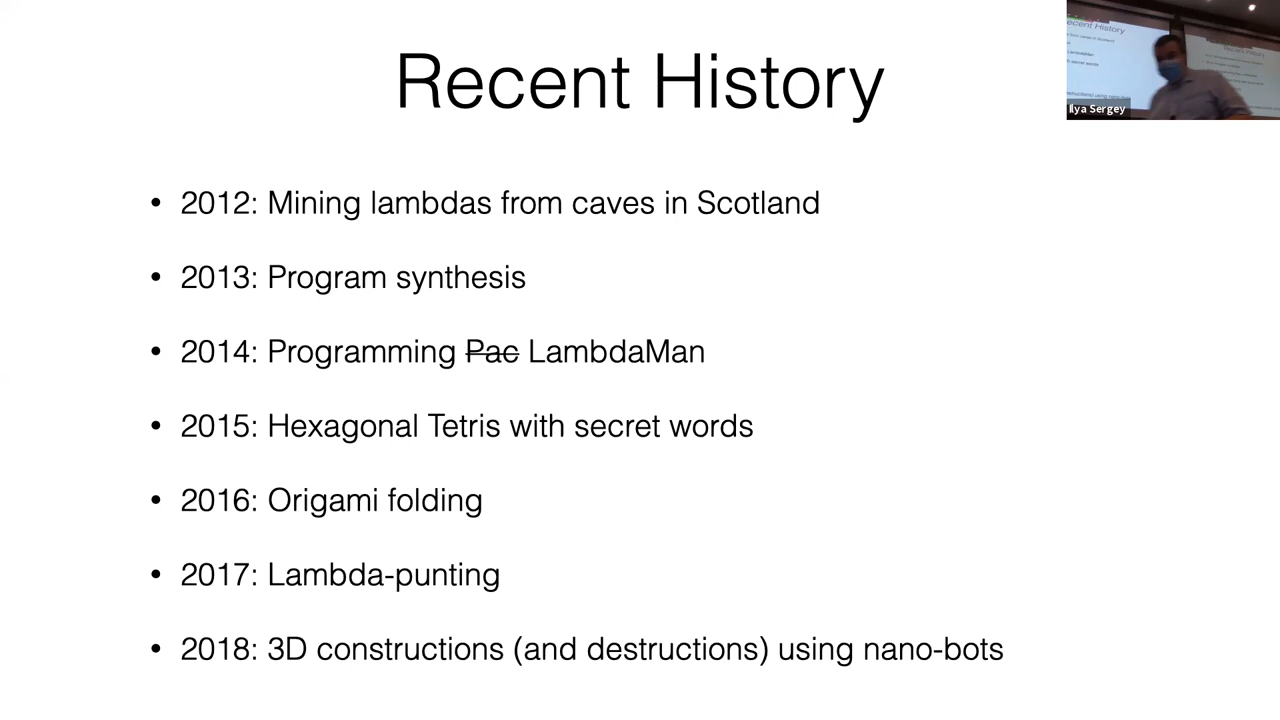 Recent History
• 2012: Mining lambdas from caves in Scotland
• 2013: Program synthesis
• 2014: Programming Pac LambdaMan
• 2015: Hexagonal Tetris with secret words
• 2016: Origami folding
• 2017: Lambda-punting
• 2018: 3D constructions (and destructions) using nano-bots
Ilya Sergey